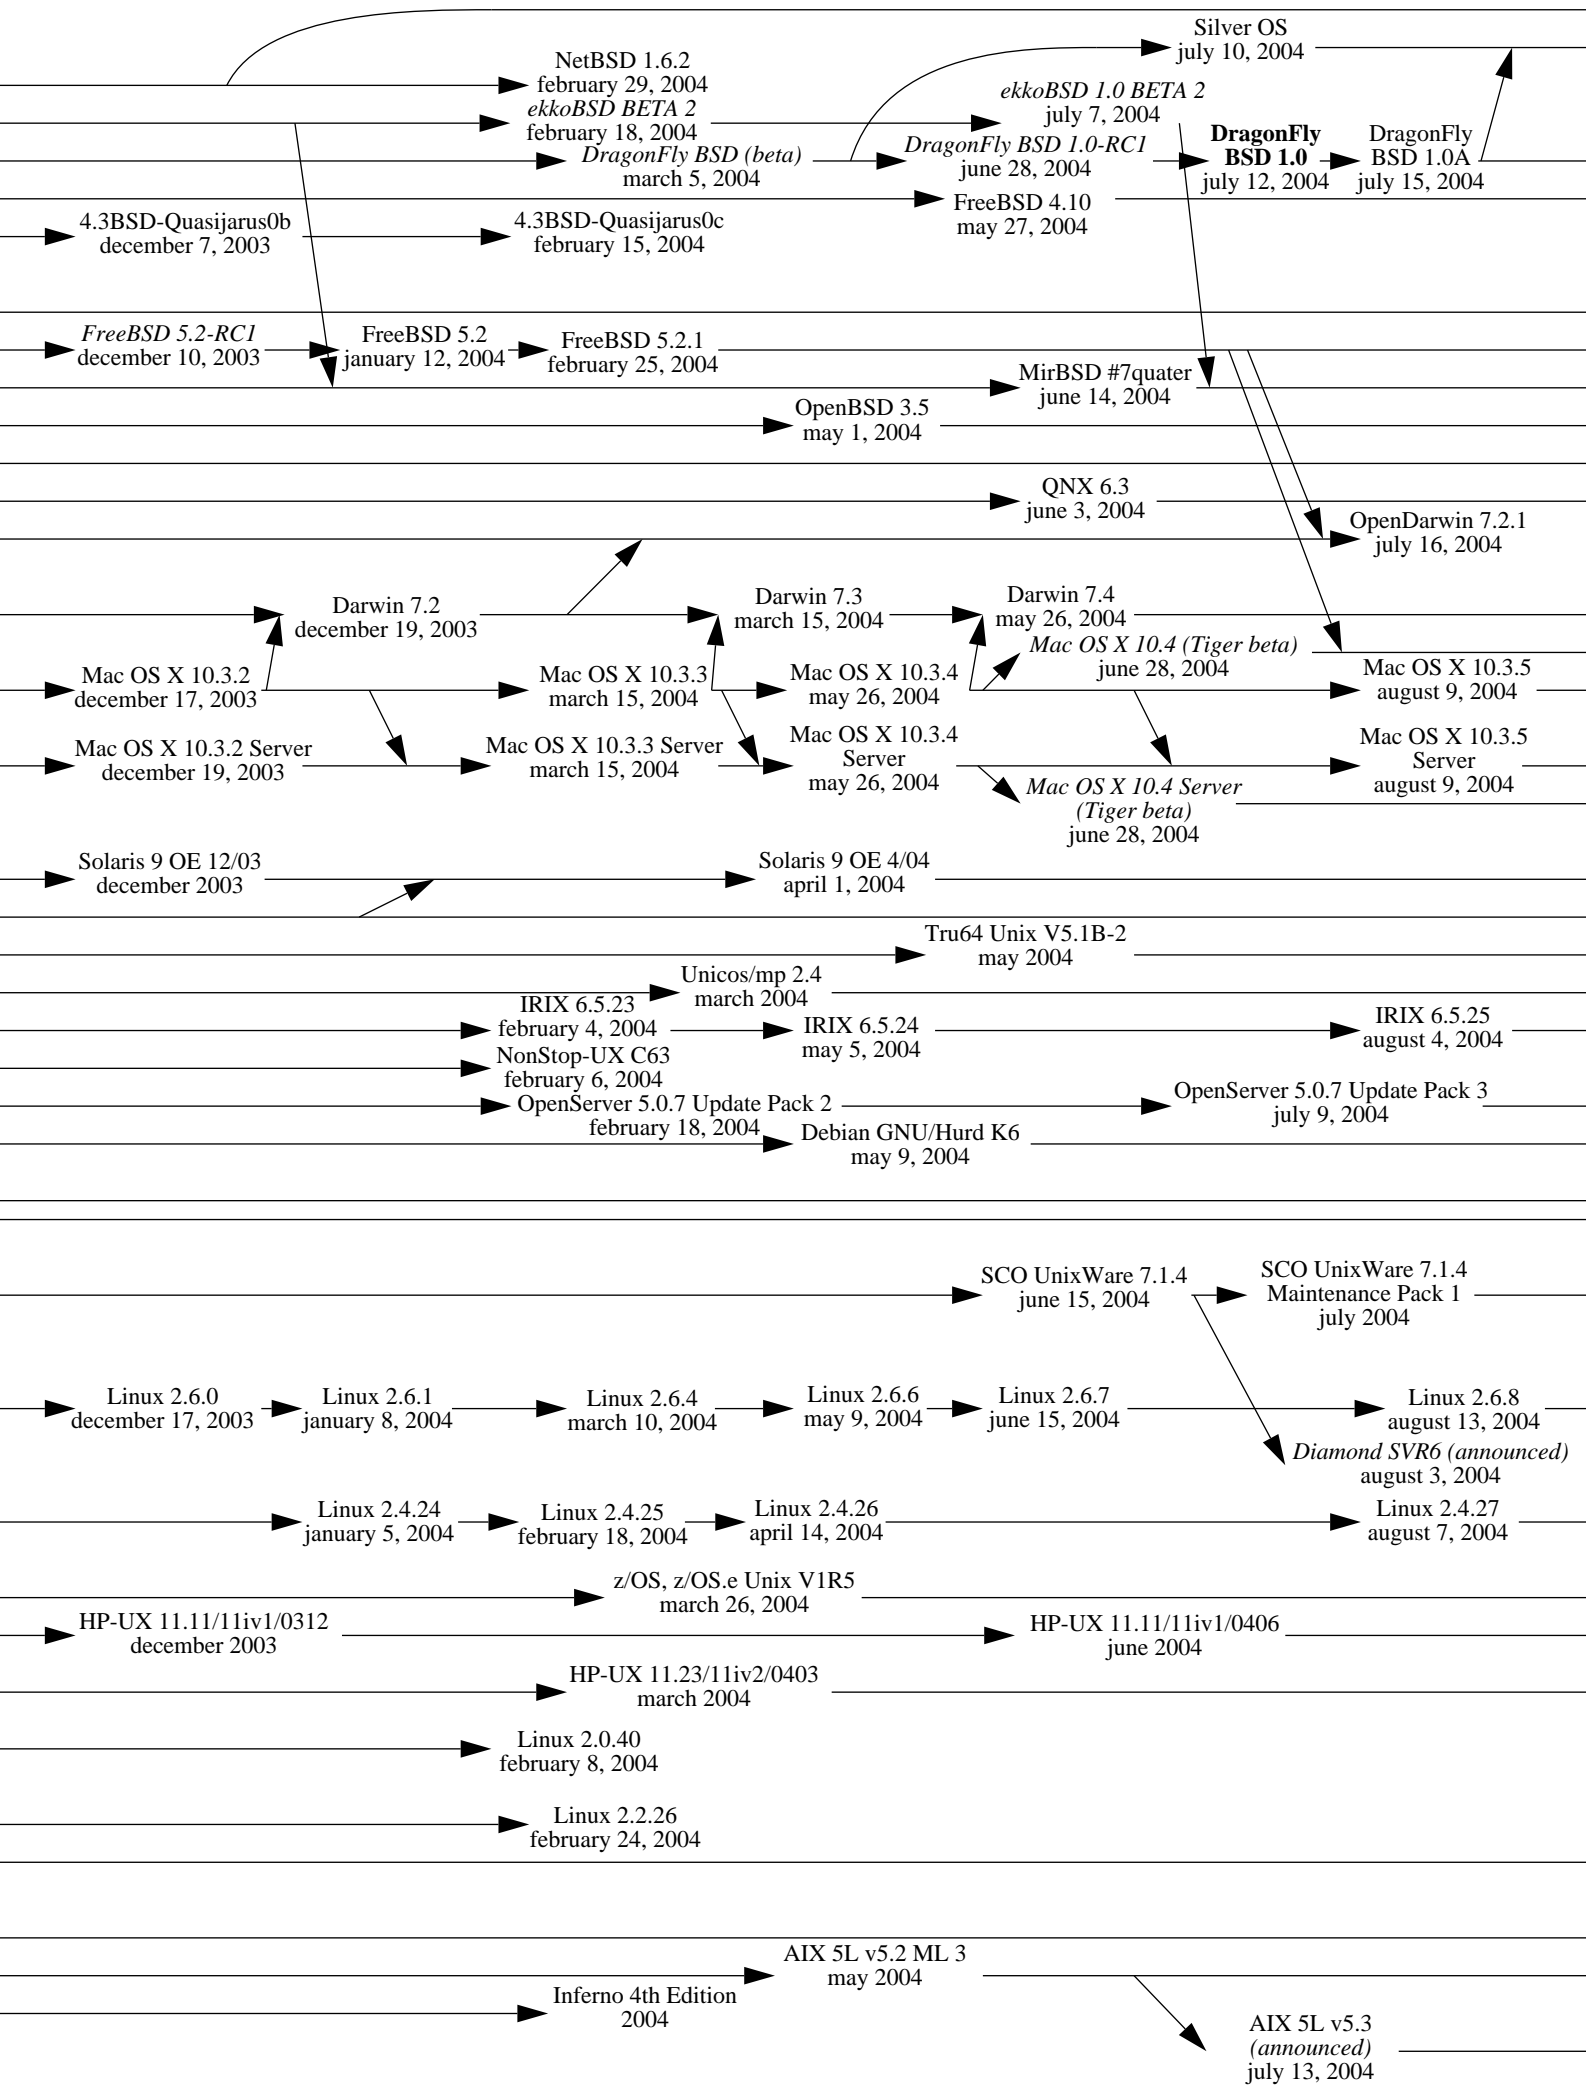 Silver OS
july 10, 2004
NetBSD 1.6.2
february 29, 2004
ekkoBSD BETA 2
february 18, 2004
ekkoBSD 1.0 BETA 2
july 7, 2004
DragonFly BSD (beta)
march 5, 2004
DragonFly BSD 1.0-RC1
june 28, 2004
DragonFly
BSD 1.0
july 12, 2004
DragonFly
BSD 1.0A
july 15, 2004
FreeBSD 4.10
may 27, 2004
4.3BSD-Quasijarus0b
december 7, 2003
4.3BSD-Quasijarus0c
february 15, 2004
FreeBSD 5.2-RC1
december 10, 2003
FreeBSD 5.2
january 12, 2004
FreeBSD 5.2.1
february 25, 2004
MirBSD #7quater
june 14, 2004
OpenBSD 3.5
may 1, 2004
QNX 6.3
june 3, 2004
OpenDarwin 7.2.1
july 16, 2004
Darwin 7.2
december 19, 2003
Darwin 7.3
march 15, 2004
Darwin 7.4
may 26, 2004
Mac OS X 10.4 (Tiger beta)
june 28, 2004
Mac OS X 10.3.2
december 17, 2003
Mac OS X 10.3.3
march 15, 2004
Mac OS X 10.3.4
may 26, 2004
Mac OS X 10.3.5
august 9, 2004
Mac OS X 10.3.2 Server
december 19, 2003
Mac OS X 10.3.3 Server
march 15, 2004
Mac OS X 10.3.4
Server
may 26, 2004
Mac OS X 10.3.5
Server
august 9, 2004
Mac OS X 10.4 Server
(Tiger beta)
june 28, 2004
Solaris 9 OE 12/03
december 2003
Solaris 9 OE 4/04
april 1, 2004
Tru64 Unix V5.1B-2
may 2004
Unicos/mp 2.4
march 2004
IRIX 6.5.23
february 4, 2004
IRIX 6.5.24
may 5, 2004
IRIX 6.5.25
august 4, 2004
NonStop-UX C63
february 6, 2004
OpenServer 5.0.7 Update Pack 2
february 18, 2004
OpenServer 5.0.7 Update Pack 3
july 9, 2004
Debian GNU/Hurd K6
may 9, 2004
SCO UnixWare 7.1.4
june 15, 2004
SCO UnixWare 7.1.4
Maintenance Pack 1
july 2004
Linux 2.6.0
december 17, 2003
Linux 2.6.1
january 8, 2004
Linux 2.6.4
march 10, 2004
Linux 2.6.6
may 9, 2004
Linux 2.6.7
june 15, 2004
Linux 2.6.8
august 13, 2004
Diamond SVR6 (announced)
august 3, 2004
Linux 2.4.24
january 5, 2004
Linux 2.4.25
february 18, 2004
Linux 2.4.26
april 14, 2004
Linux 2.4.27
august 7, 2004
z/OS, z/OS.e Unix V1R5
march 26, 2004
HP-UX 11.11/11iv1/0312
december 2003
HP-UX 11.11/11iv1/0406
june 2004
HP-UX 11.23/11iv2/0403
march 2004
Linux 2.0.40
february 8, 2004
Linux 2.2.26
february 24, 2004
AIX 5L v5.2 ML 3
may 2004
Inferno 4th Edition
2004
AIX 5L v5.3
(announced)
july 13, 2004